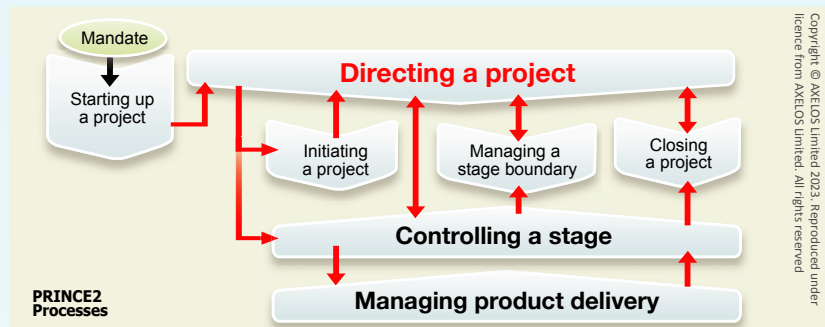 Mandate
Starting up
a project
Directing a project
Initiating
a project
Managing a
stage boundary
Closing
a project
Controlling a stage
Managing product delivery
PRINCE2
Processes
Copyright © AXELOS Limited 2023. Reproduced under
licence from AXELOS Limited. All rights reserved